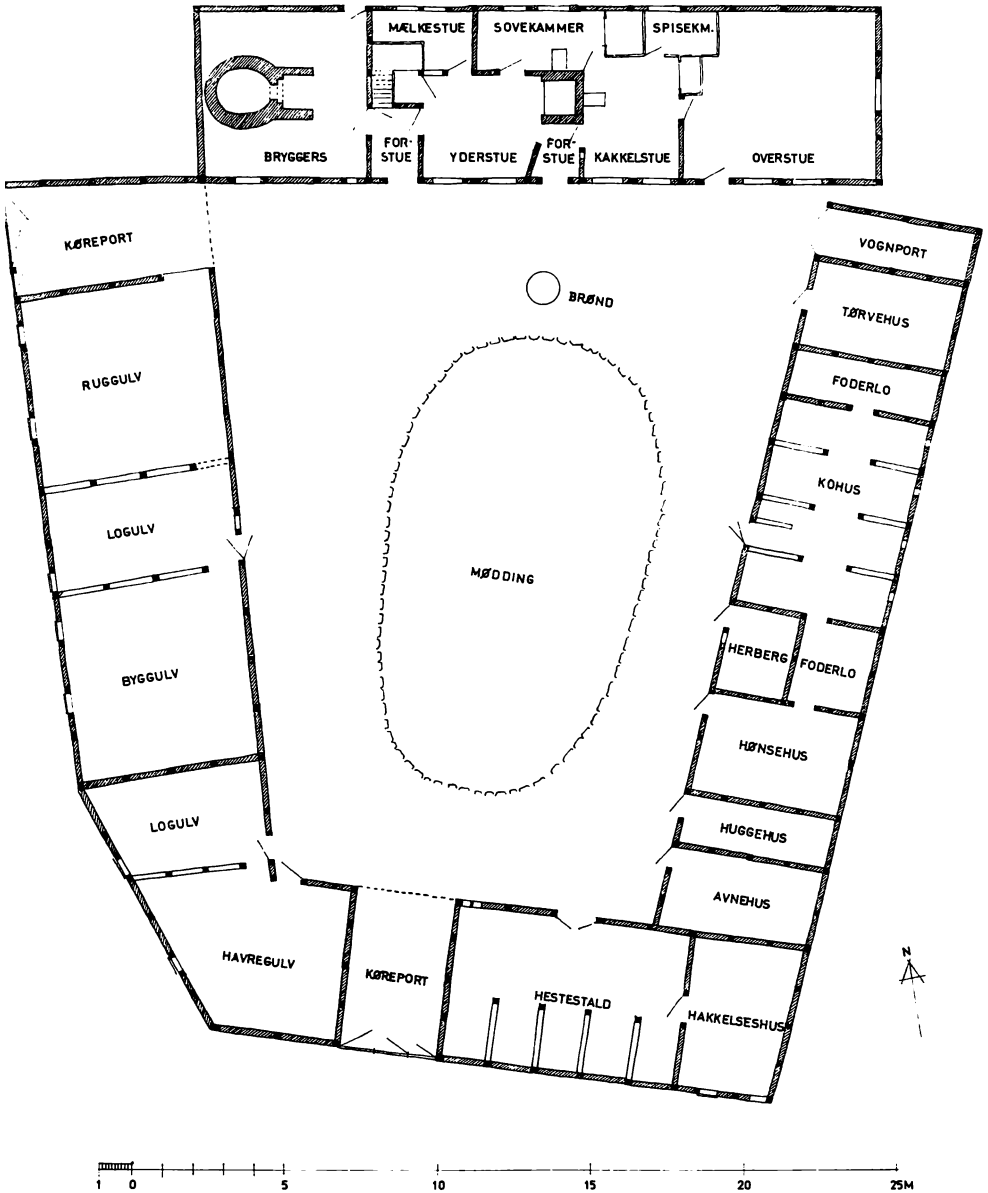 MÆLKESTUE
SOVEKAMMER
SPISEKM.
BRYGGERS
FOR-
STUE
YDERSTUE
FOR-
STUE
KAKKELSTUE
OVERSTUE
KØREPORT
VOGNPORT
BRØND
TØRVEHUS
RUGGULV
FODERLO
KOHUS
LOGULV
MØDDING
HERBERG
FODERLO
BYGGULV
HØNSEHUS
LOGULV
HUGGEHUS
AVNEHUS
HAVREGULV
KØREPORT
HESTESTALD
HAKKELSESHUS
N
1 0 5 10 15 20 25M